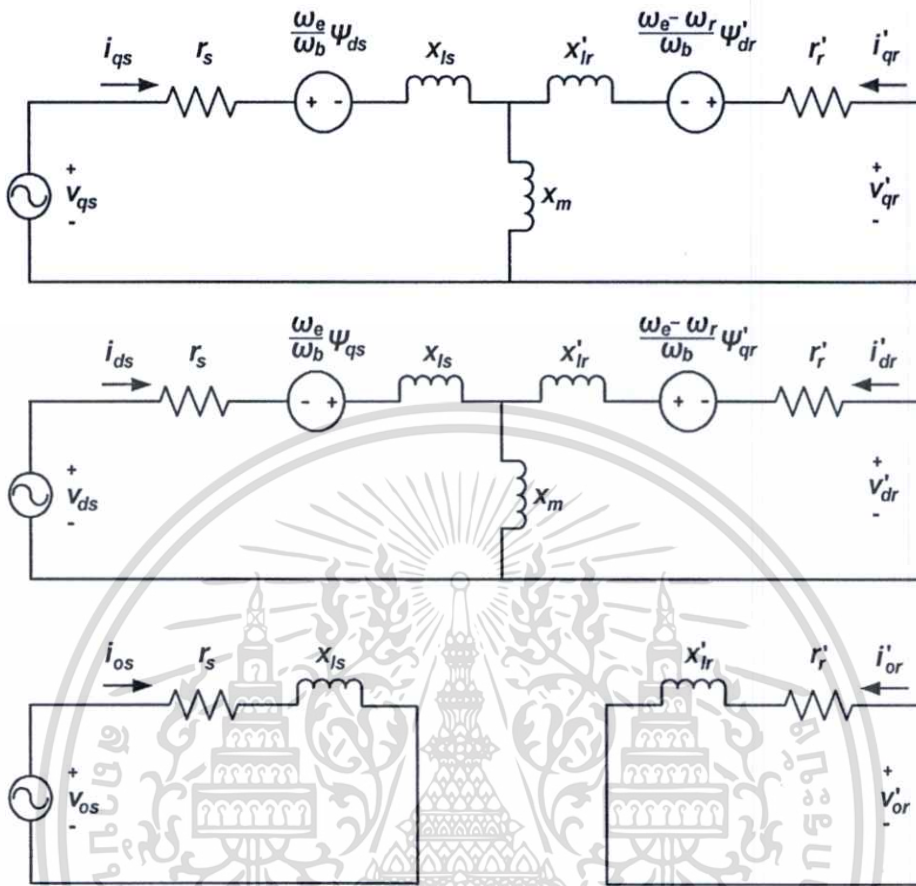 i_qs r_s ω_e/ω_b ψ_ds x_ls x'_lr ω_e - ω_r/ω_b ψ'_dr r'_r i'_qr
+ v_qs - + - x_m - + + v'_qr -
i_ds r_s ω_e/ω_b ψ_qs x_ls x'_lr ω_e - ω_r/ω_b ψ'_qr r'_r i'_dr
+ v_ds - - + x_m + - + v'_dr -
i_os r_s x_ls x'_lr r'_r i'_or
+ v_os - + v'_or -